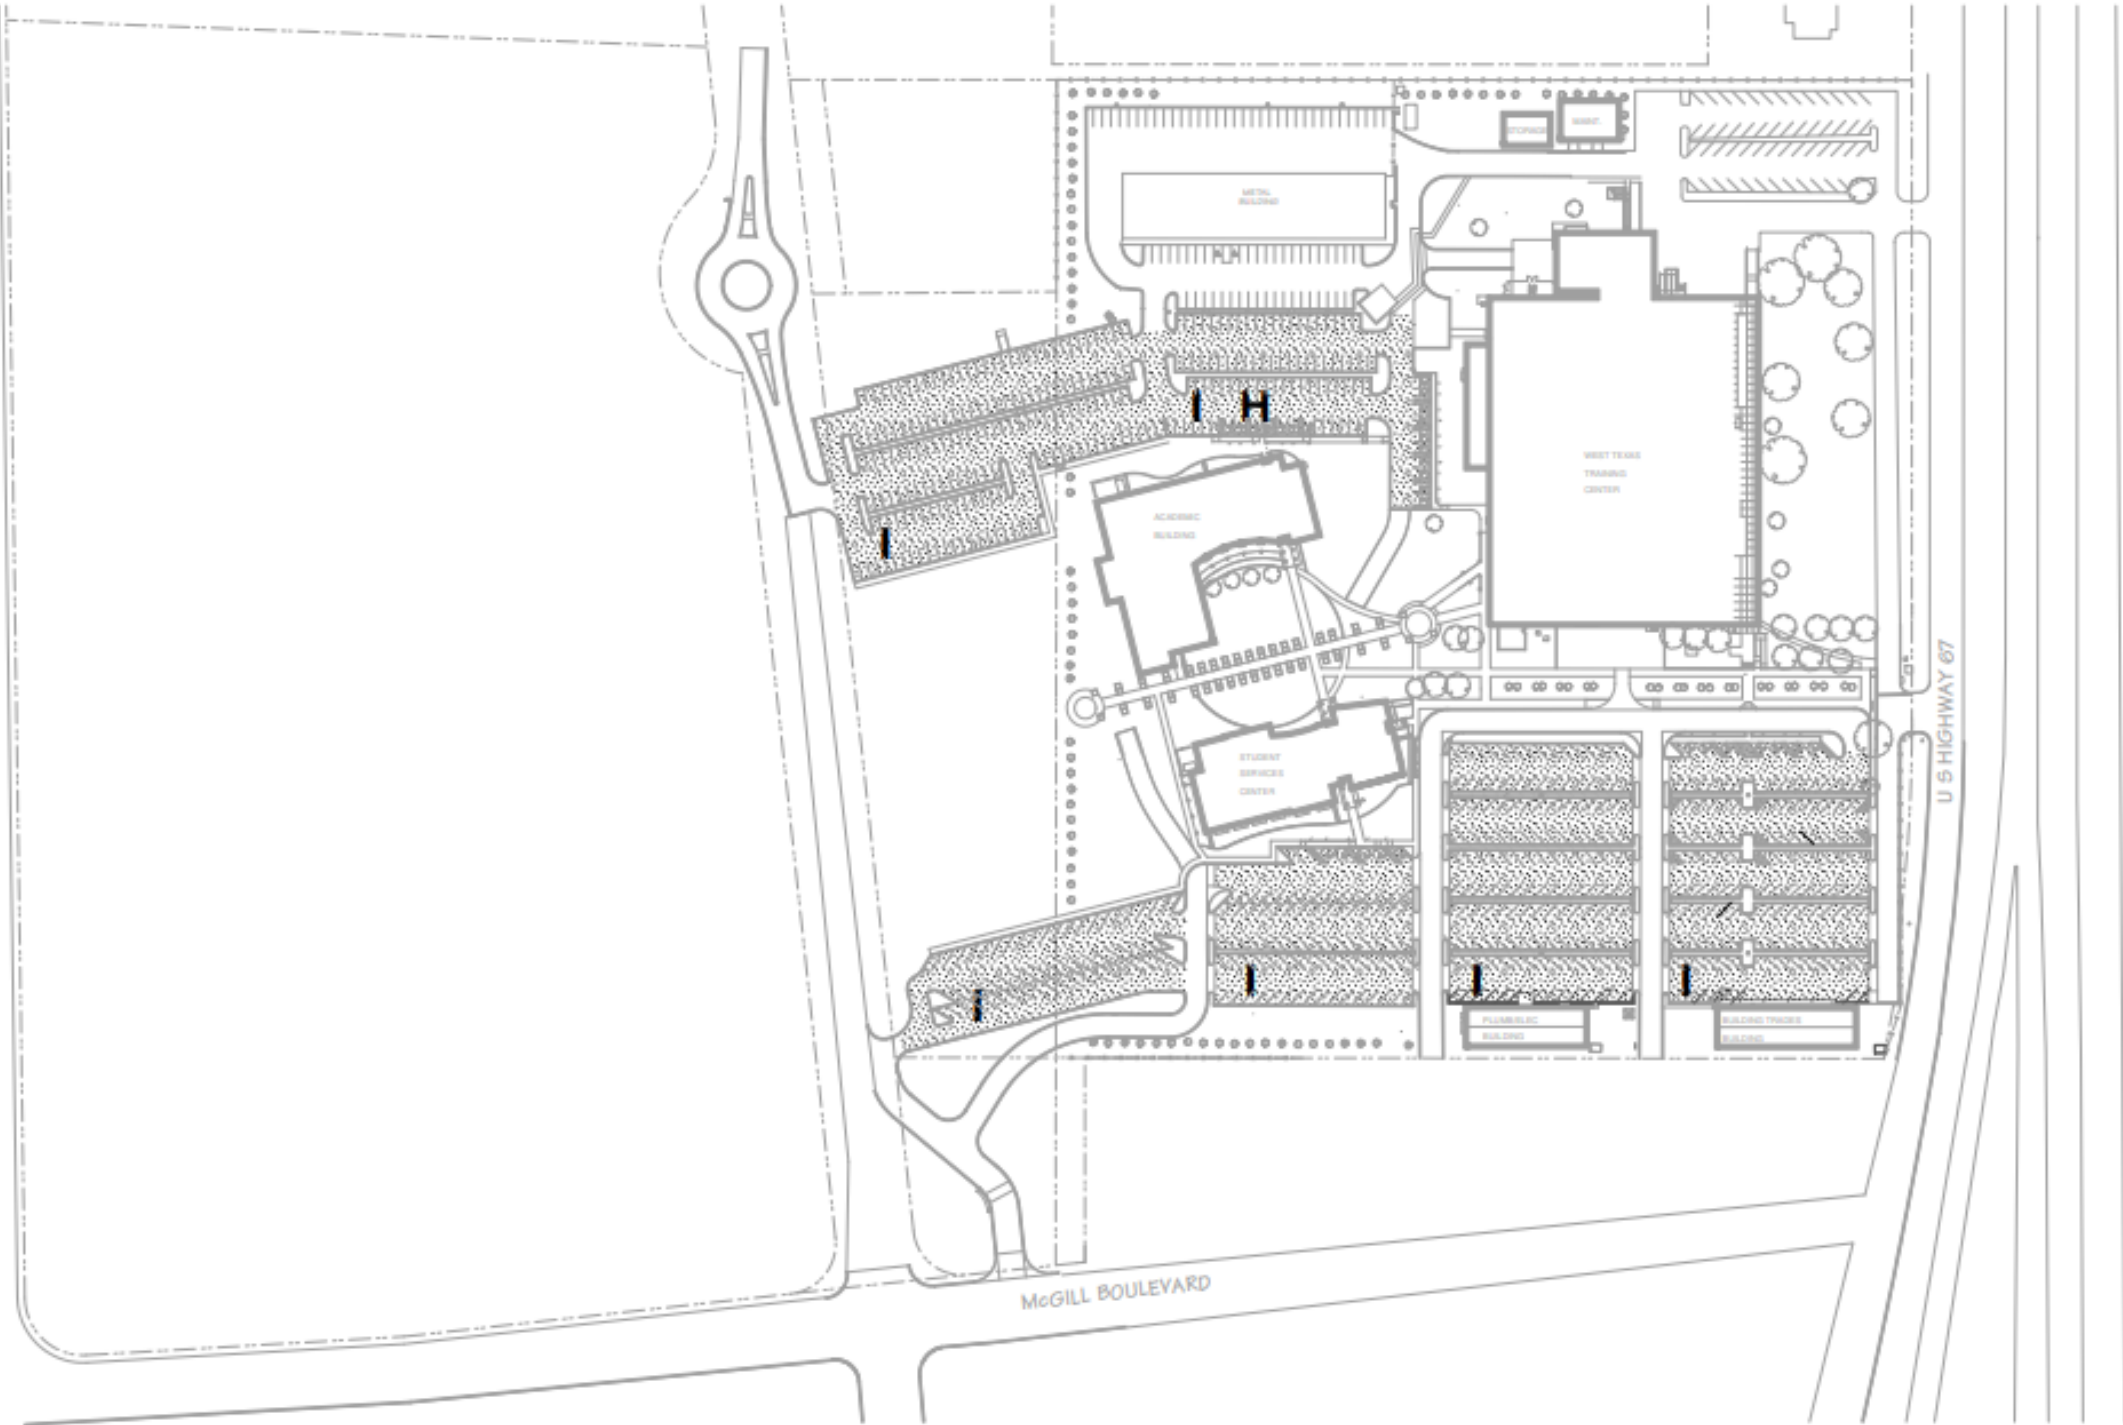 STORAGE
MAINT.
METAL
BUILDING
I H
WEST TEXAS
TRAINING
CENTER
ACADEMIC
BUILDING
I
U S HIGHWAY 67
STUDENT
SERVICES
CENTER
I
I
I
I
PLUMB/ELEC
BUILDING
BUILDING TRADES
BUILDING
McGILL BOULEVARD